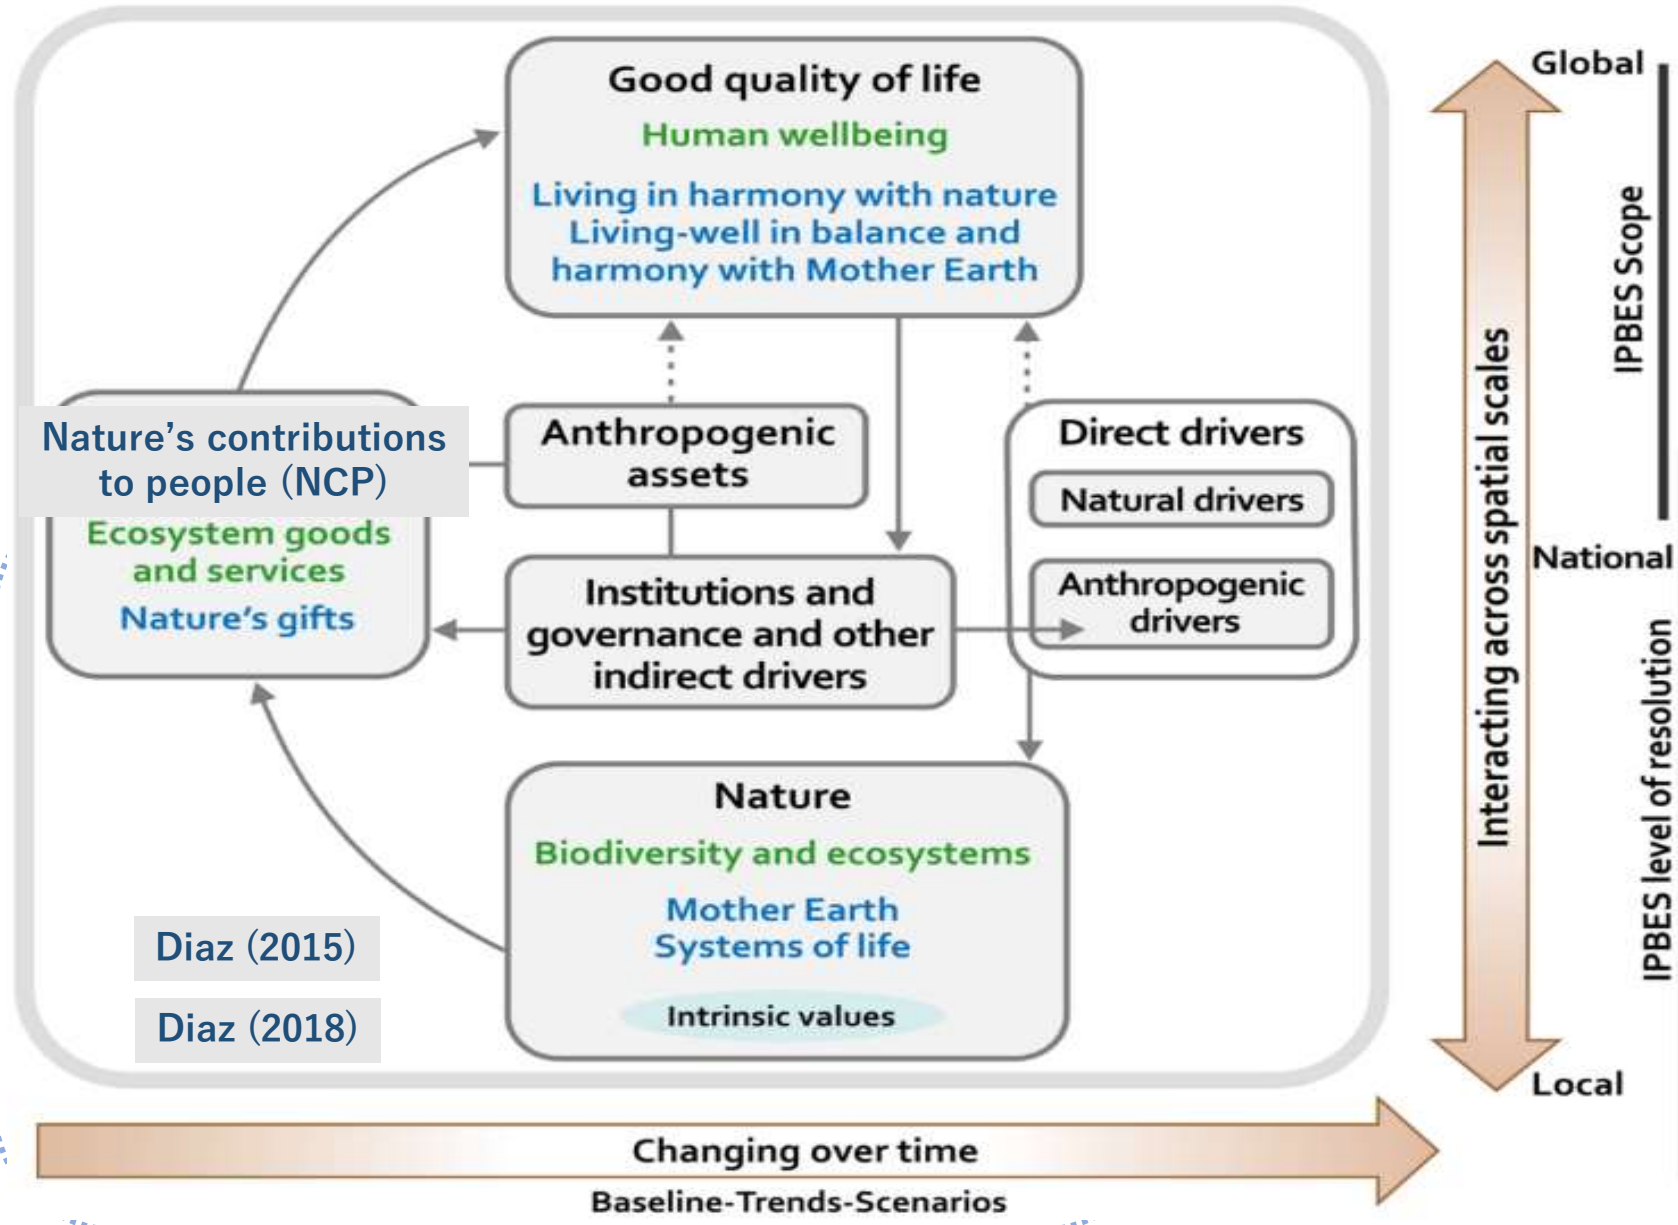 Good quality of life
Human wellbeing
Living in harmony with nature
Living-well in balance and
harmony with Mother Earth
Nature’s contributions
to people (NCP)
Ecosystem goods
and services
Nature’s gifts
Anthropogenic
assets
Institutions and
governance and other
indirect drivers
Direct drivers
Natural drivers
Anthropogenic
drivers
Nature
Biodiversity and ecosystems
Mother Earth
Systems of life
Intrinsic values
Diaz (2015)
Diaz (2018)
Changing over time
Baseline-Trends-Scenarios
Interacting across spatial scales
Global
National
Local
IPBES Scope
IPBES level of resolution